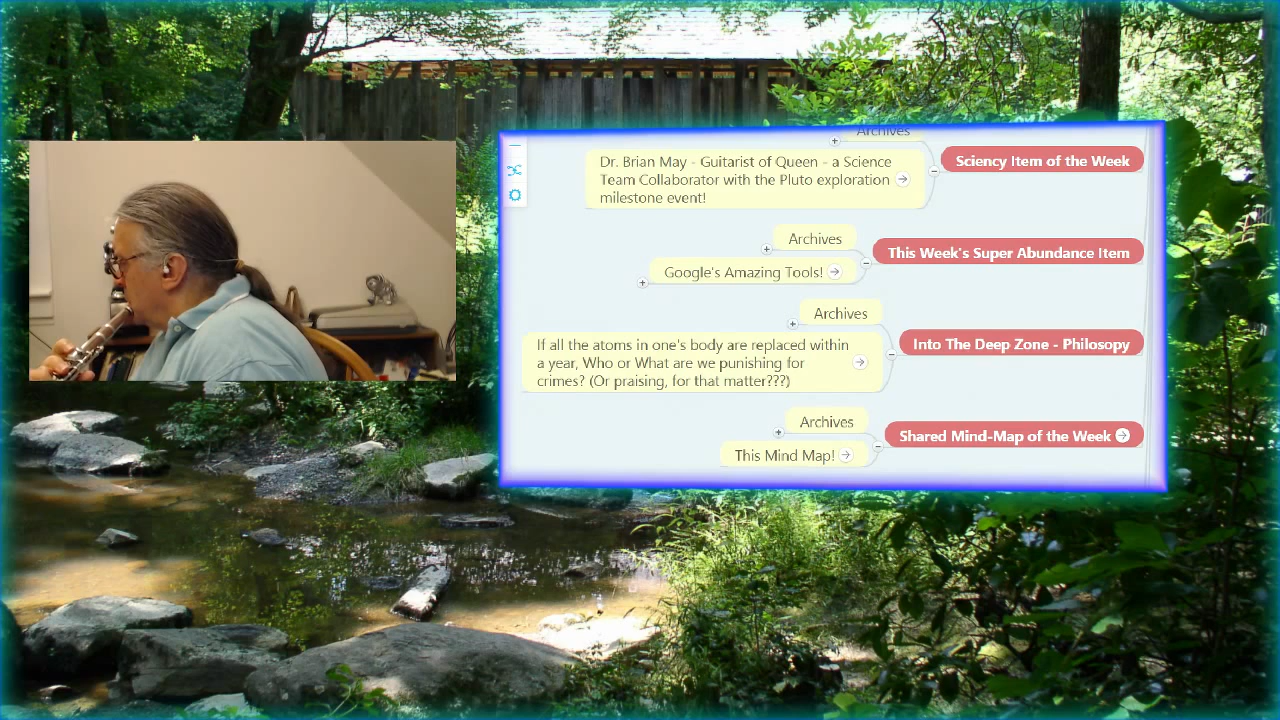 Archives
Sciency Item of the Week
Dr. Brian May - Guitarist of Queen - a Science
Team Collaborator with the Pluto exploration
milestone event!
Archives
This Week's Super Abundance Item
Google's Amazing Tools!
Archives
Into The Deep Zone - Philosopy
If all the atoms in one's body are replaced within
a year, Who or What are we punishing for
crimes? (Or praising, for that matter???)
Archives
Shared Mind-Map of the Week
This Mind Map!